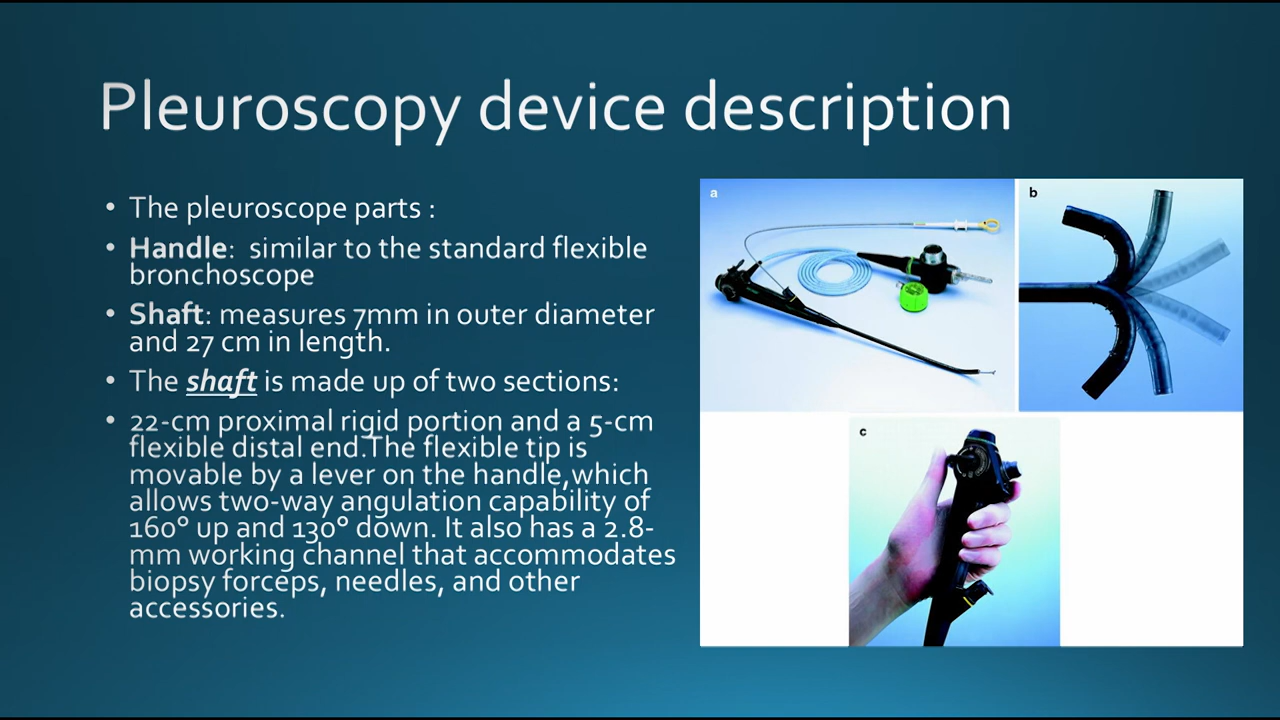 Pleuroscopy device description
• The pleuroscope parts :
• Handle:  similar to the standard flexible
bronchoscope
• Shaft: measures 7mm in outer diameter
and 27 cm in length.
• The shaft is made up of two sections:
• 22-cm proximal rigid portion and a 5-cm
flexible distal end.The flexible tip is
movable by a lever on the handle,which
allows two-way angulation capability of
160° up and 130° down. It also has a 2.8-
mm working channel that accommodates
biopsy forceps, needles, and other
accessories.
a
b
c